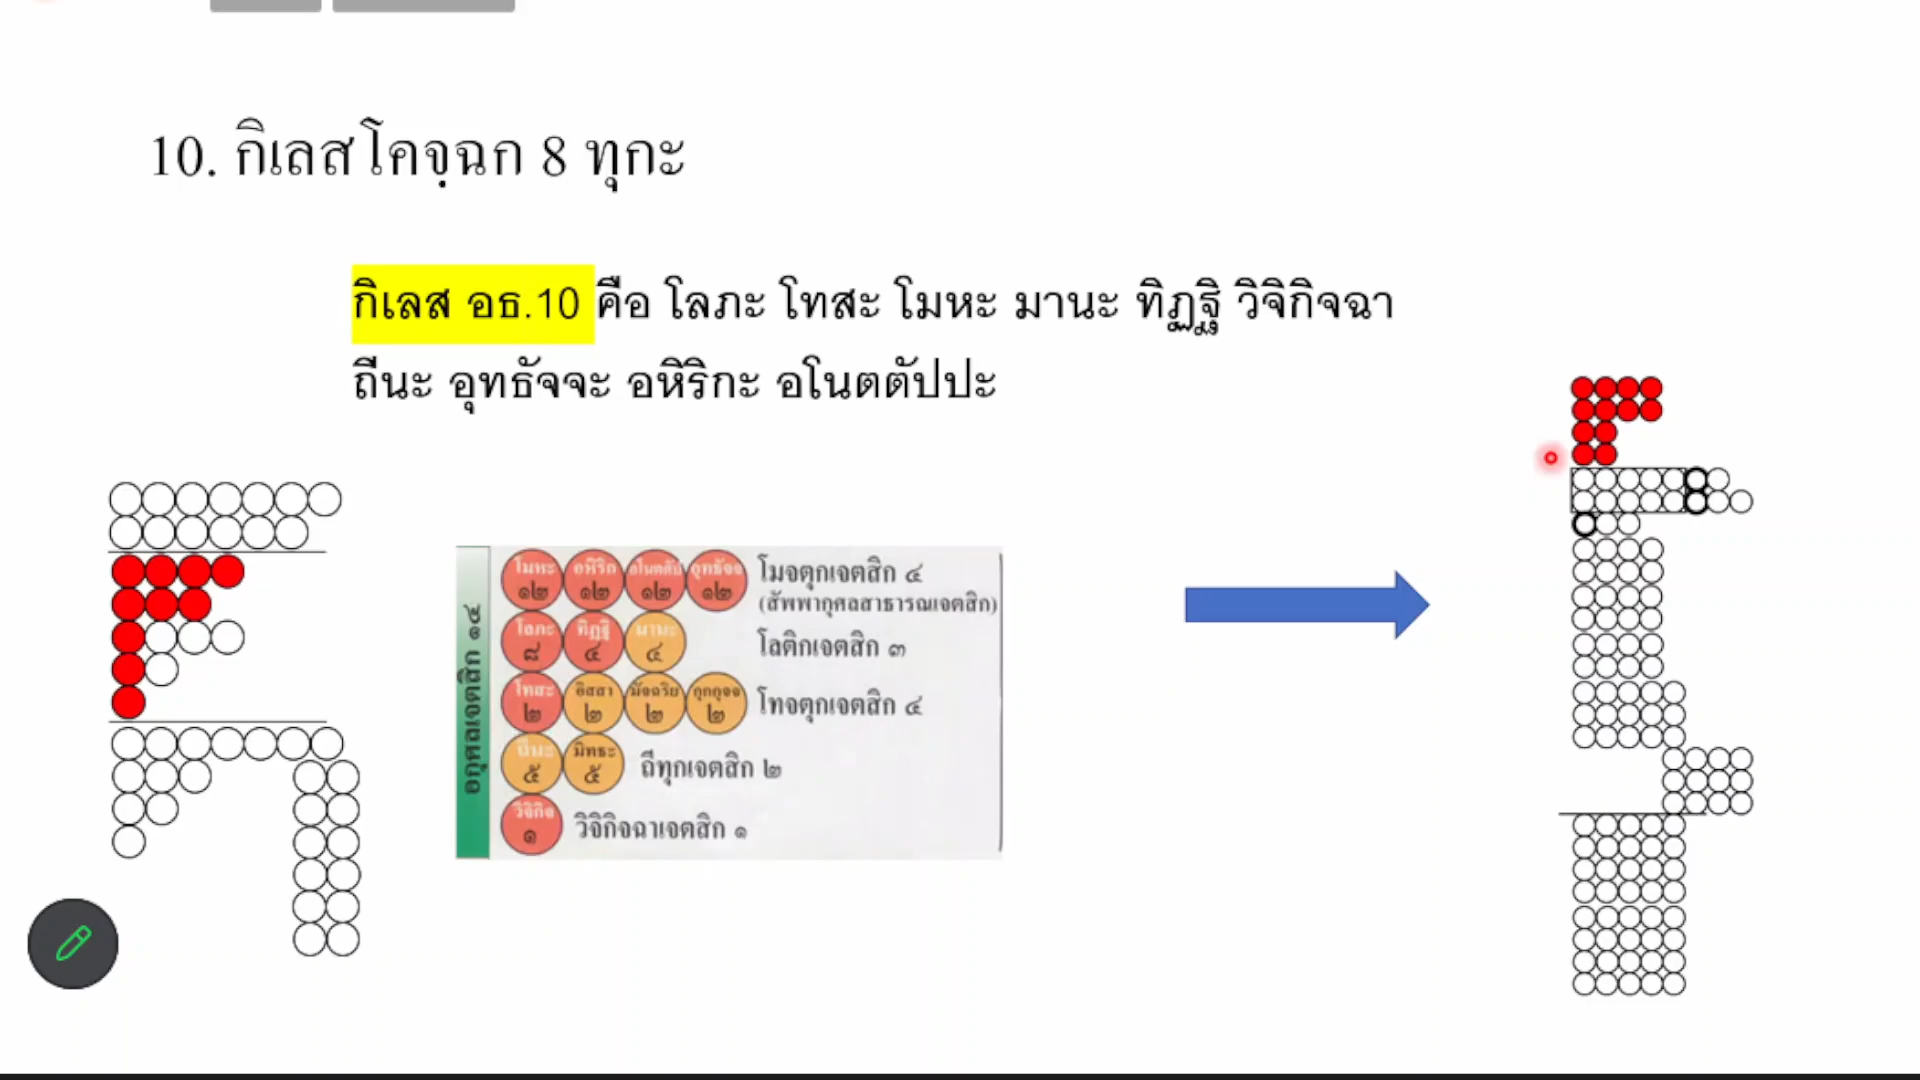 10. กิเลสโคจฺฉก 8 ทุกะ
กิเลส อธ.10 คือ โลภะ โทสะ โมหะ มานะ ทิฏฐิ วิจิกิจฉา
ถีนะ อุทธัจจะ อหิริกะ อโนตตัปปะ
อกุศลเจตสิก ๑๔
โมหะ อหิริก อโนตตัป อุทธัจจ โมจตุกเจตสิก ๔
๑๒ ๑๒ ๑๒ ๑๒ (สัพพากุศลสาธารณเจตสิก)
โลภะ ทิฏฐิ มานะ โลติกเจตสิก ๓
๘ ๔ ๔
โทสะ อิสสา มัจฉริย กุกกุจจ โทจตุกเจตสิก ๔
๒ ๒ ๒ ๒
ถีนะ มิทธะ ถีทุกเจตสิก ๒
๕ ๕
วิจิกิจ วิจิกิจฉาเจตสิก ๑
๑